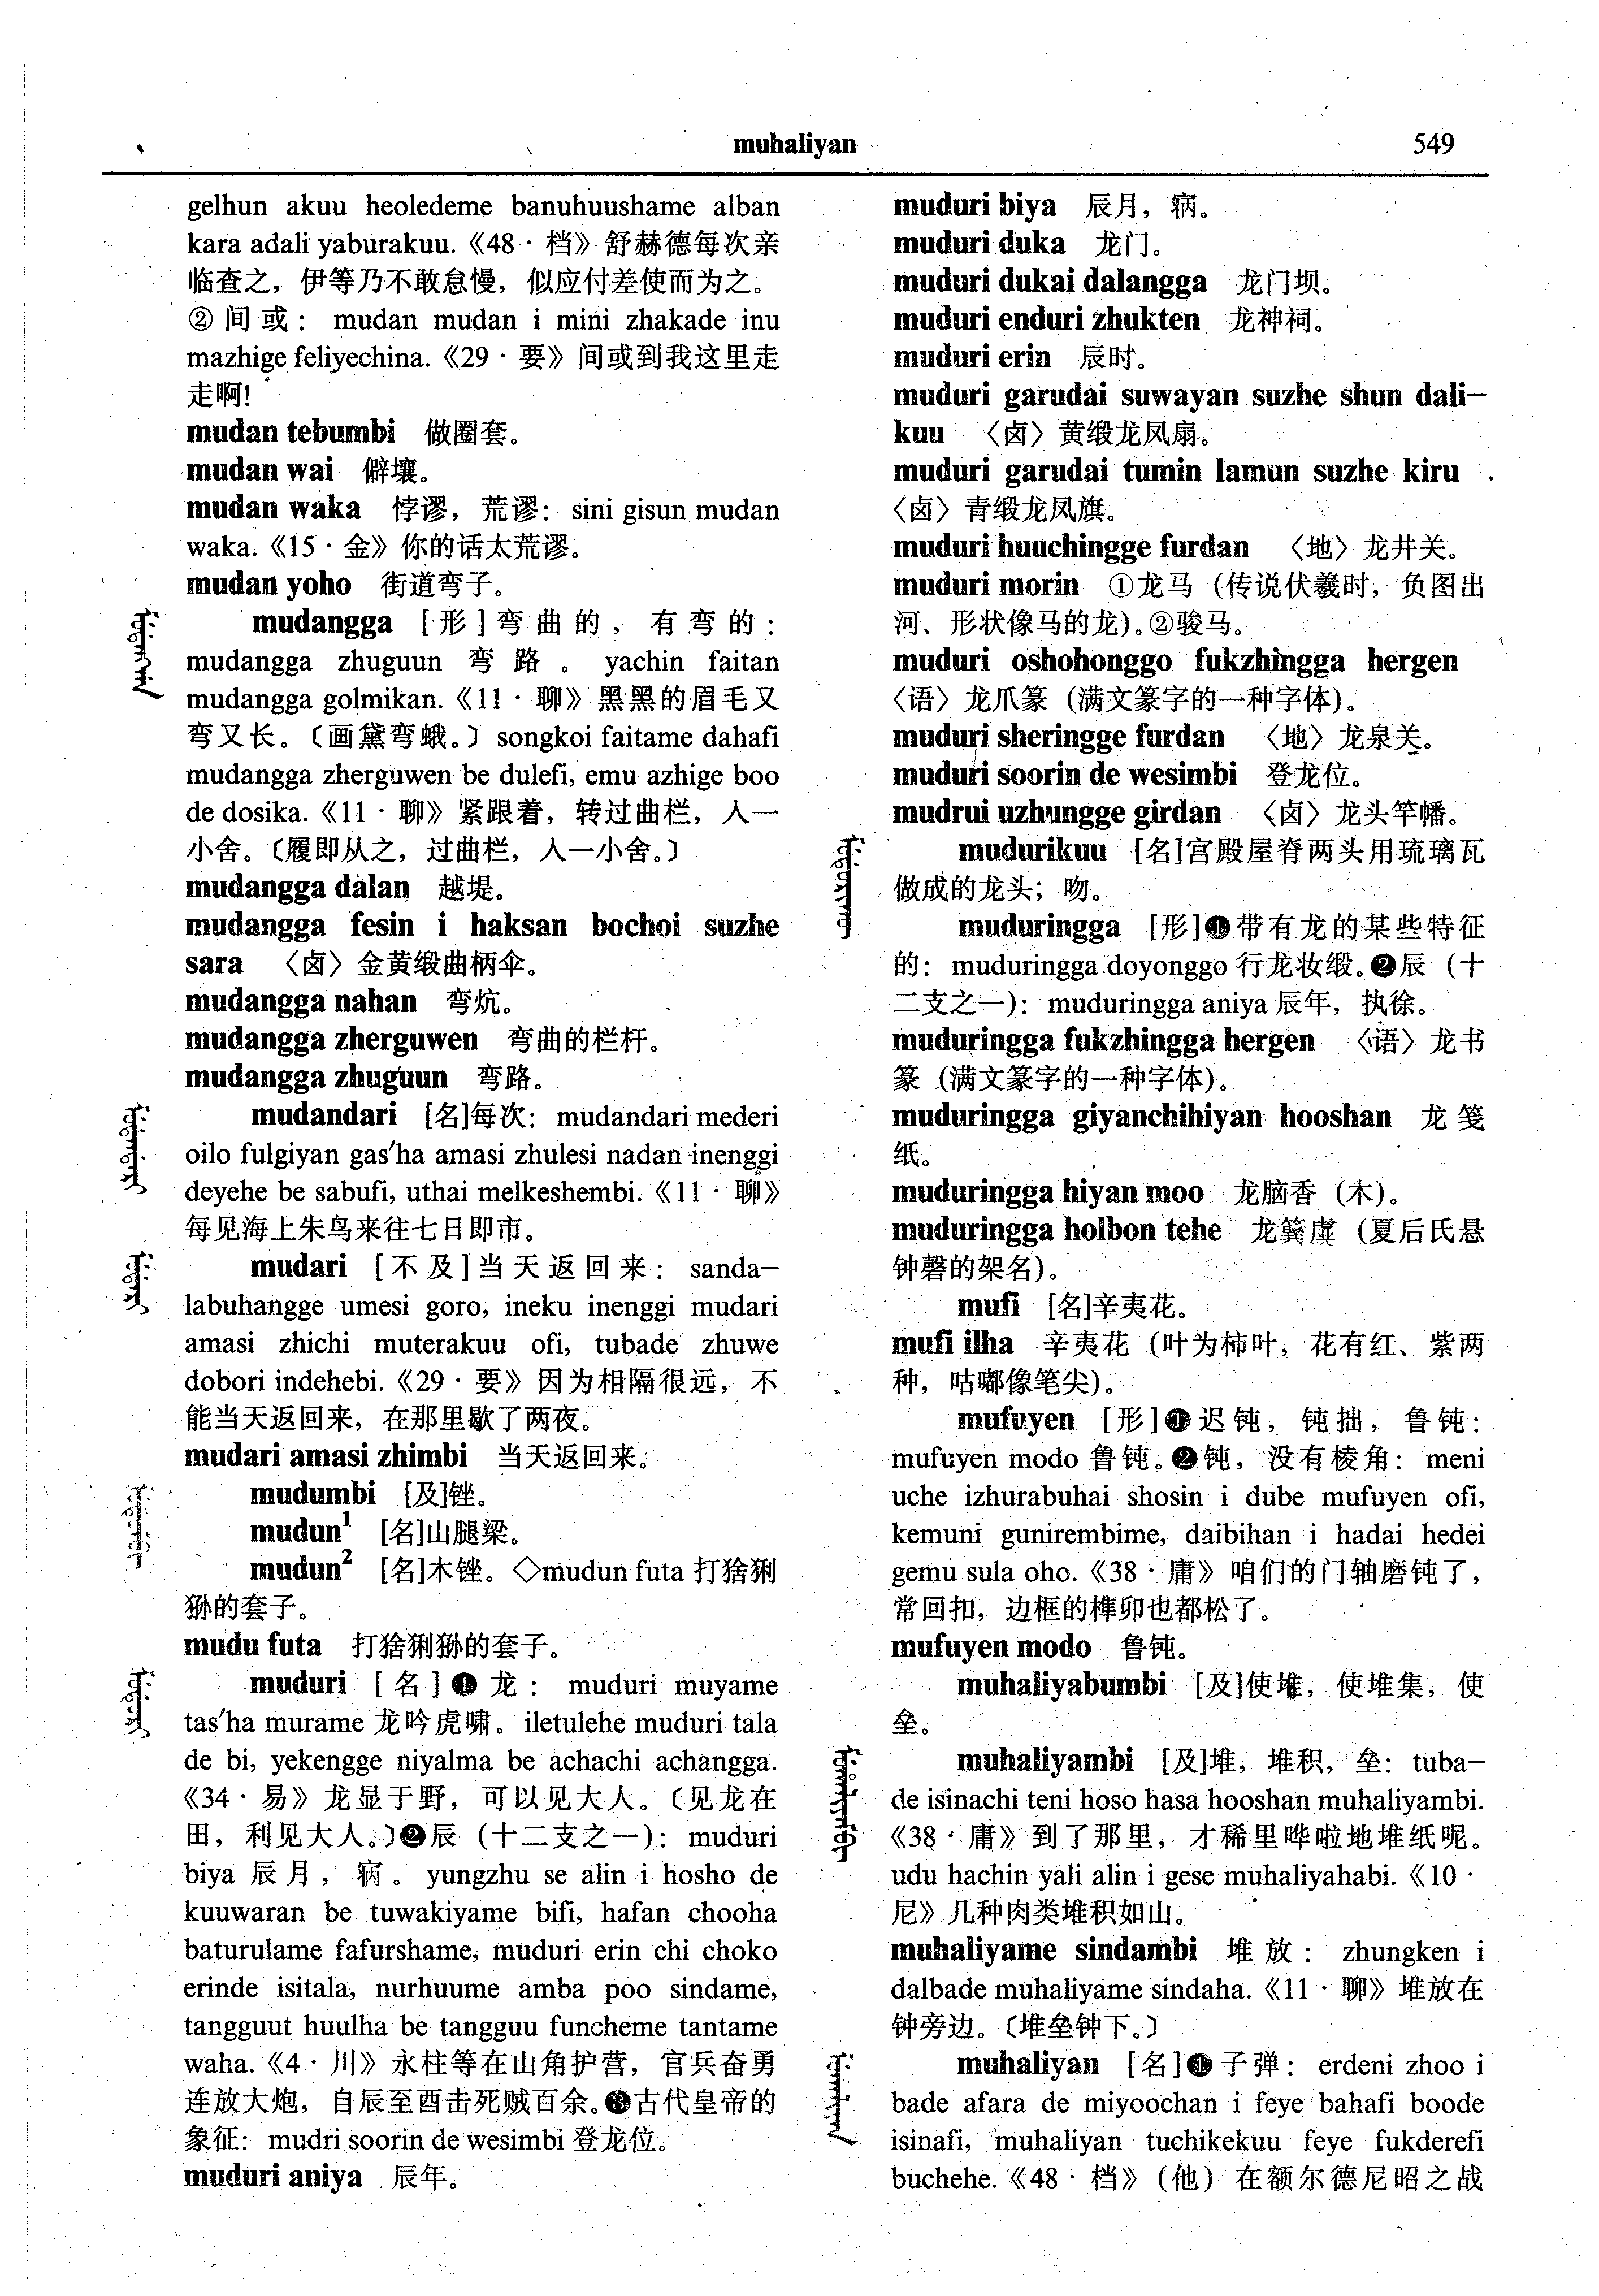 muhaliyan
549
gelhun akuu heoledeme banuhuushame alban
kara adali yaburakuu.《48·档》舒赫德每次亲
临查之，伊等乃不敢怠慢，似应付差使而为之。
②间或： mudan mudan i mini zhakade inu
mazhige feliyechina.《29·要》间或到我这里走
走啊!
mudan tebumbi 做圈套。
mudan wai 僻壤。
mudan waka 悖谬，荒谬： sini gisun mudan
waka.《15·金》你的话太荒谬。
mudan yoho 街道弯子。
mudangga [形]弯曲的，有弯的：
mudangga zhuguun 弯路。 yachin faitan
mudangga golmikan.《11·聊》黑黑的眉毛又
弯又长。〔画黛弯蛾。〕songkoi faitame dahafi
mudangga zherguwen be dulefi, emu azhige boo
de dosika.《11·聊》紧跟着，转过曲栏，人一
小舍。〔履即从之，过曲栏，人一小舍。〕
mudangga dalan 越堤。
mudangga fesin i haksan bochoi suzhe
sara 〈卤〉金黄缎曲柄伞。
mudangga nahan 弯炕。
mudangga zherguwen 弯曲的栏杆。
mudangga zhuguun 弯路。
mudandari [名]每次： mudandari mederi
oilo fulgiyan gas'ha amasi zhulesi nadan inenggi
deyehe be sabufi, uthai melkeshembi.《11·聊》
每见海上朱鸟来往七日即市。
mudari [不及]当天返回来： sanda-
labuhangge umesi goro, ineku inenggi mudari
amasi zhichi muterakuu ofi, tubade zhuwe
dobori indehebi.《29·要》因为相隔很远，不
能当天返回来，在那里歇了两夜。
mudari amasi zhimbi 当天返回来。
mudumbi [及]锉。
mudun¹ [名]山腿梁。
mudun² [名]木锉。◇mudun futa 打猞猁
狲的套子。
mudu futa 打猞猁狲的套子。
muduri [名]❶龙： muduri muyame
tas'ha murame 龙吟虎啸。iletulehe muduri tala
de bi, yekengge niyalma be achachi achangga.
《34·易》龙显于野，可以见大人。〔见龙在
田，利见大人。〕❷辰（十二支之一）： muduri
biya 辰月，寎。 yungzhu se alin i hosho de
kuuwaran be tuwakiyame bifi, hafan chooha
baturulame fafurshame, muduri erin chi choko
erinde isitala, nurhuume amba poo sindame,
tangguut huulha be tangguu funcheme tantame
waha.《4·川》永柱等在山角护营，官兵奋勇
连放大炮，自辰至酉击死贼百余。❸古代皇帝的
象征： mudri soorin de wesimbi 登龙位。
muduri aniya 辰年。
muduri biya 辰月，寎。
muduri duka 龙门。
muduri dukai dalangga 龙门坝。
muduri enduri zhukten 龙神祠。
muduri erin 辰时。
muduri garudai suwayan suzhe shun dali-
kuu 〈卤〉黄缎龙凤扇。
muduri garudai tumin lamun suzhe kiru
〈卤〉青缎龙凤旗。
muduri huuchingge furdan 〈地〉龙井关。
muduri morin ①龙马（传说伏羲时，负图出
河、形状像马的龙）。②骏马。
muduri oshohonggo fukzhingga hergen
〈语〉龙爪篆（满文篆字的一种字体）。
muduri sheringge furdan 〈地〉龙泉关。
muduri soorin de wesimbi 登龙位。
mudrui uzhungge girdan 〈卤〉龙头竿幡。
mudurikuu [名]宫殿屋脊两头用琉璃瓦
做成的龙头；吻。
muduringga [形]❶带有龙的某些特征
的： muduringga doyonggo 行龙妆缎。❷辰（十
二支之一）： muduringga aniya 辰年，执徐。
muduringga fukzhingga hergen 〈语〉龙书
篆（满文篆字的一种字体）。
muduringga giyanchihiyan hooshan 龙笺
纸。
muduringga hiyan moo 龙脑香（木）。
muduringga holbon tehe 龙簨虡（夏后氏悬
钟磬的架名）。
mufi [名]辛夷花。
mufi ilha 辛夷花（叶为柿叶，花有红、紫两
种，咕嘟像笔尖）。
mufuyen [形]❶迟钝，钝拙，鲁钝：
mufuyen modo 鲁钝。❷钝，没有棱角： meni
uche izhurabuhai shosin i dube mufuyen ofi,
kemuni gunirembime, daibihan i hadai hedei
gemu sula oho.《38·庸》咱们的门轴磨钝了，
常回扣，边框的榫卯也都松了。
mufuyen modo 鲁钝。
muhaliyabumbi [及]使堆，使堆集，使
垒。
muhaliyambi [及]堆，堆积，垒： tuba-
de isinachi teni hoso hasa hooshan muhaliyambi.
《38·庸》到了那里，才稀里哗啦地堆纸呢。
udu hachin yali alin i gese muhaliyahabi.《10·
尼》几种肉类堆积如山。
muhaliyame sindambi 堆放： zhungken i
dalbade muhaliyame sindaha.《11·聊》堆放在
钟旁边。〔堆垒钟下。〕
muhaliyan [名]❶子弹： erdeni zhoo i
bade afara de miyoochan i feye bahafi boode
isinafi, muhaliyan tuchikekuu feye fukderefi
buchehe.《48·档》（他）在额尔德尼昭之战